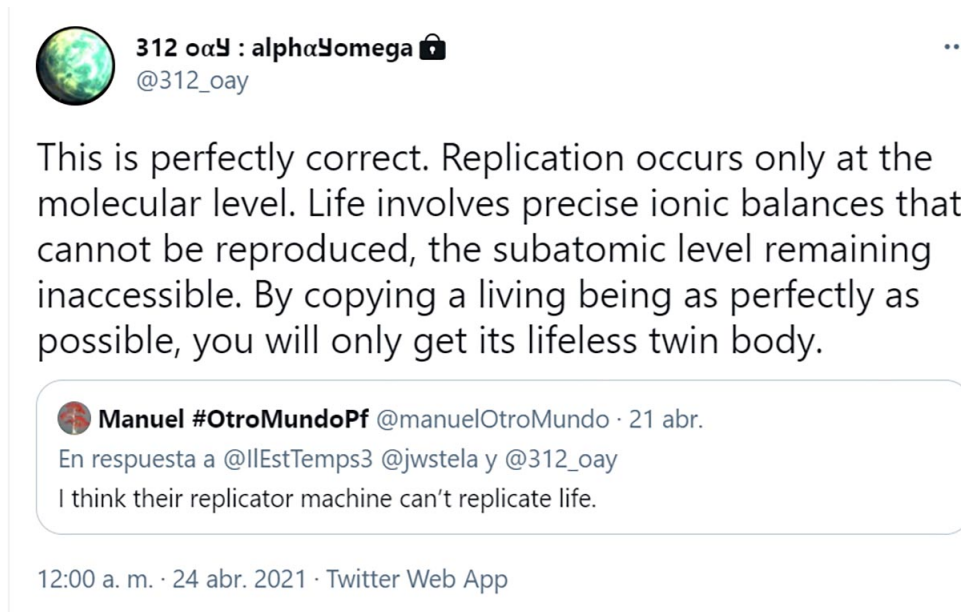 312 oαY : alphαYomega
@312_oay
This is perfectly correct. Replication occurs only at the
molecular level. Life involves precise ionic balances that
cannot be reproduced, the subatomic level remaining
inaccessible. By copying a living being as perfectly as
possible, you will only get its lifeless twin body.
Manuel #OtroMundoPf @manuelOtroMundo · 21 abr.
En respuesta a @IlEstTemps3 @jwstela y @312_oay
I think their replicator machine can't replicate life.
12:00 a. m. · 24 abr. 2021 · Twitter Web App